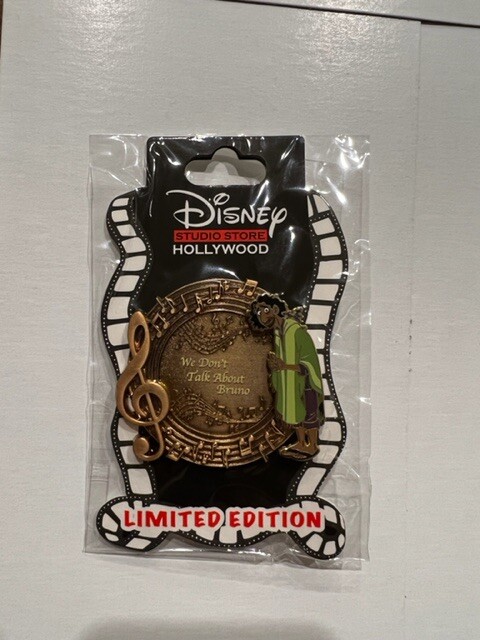 Disney
STUDIO STORE
HOLLYWOOD
We Don't
Talk About
Bruno
LIMITED EDITION